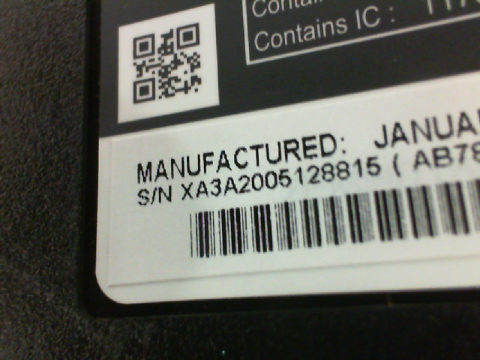 Contains IC :
MANUFACTURED:
S/N XA3A2005128815 (